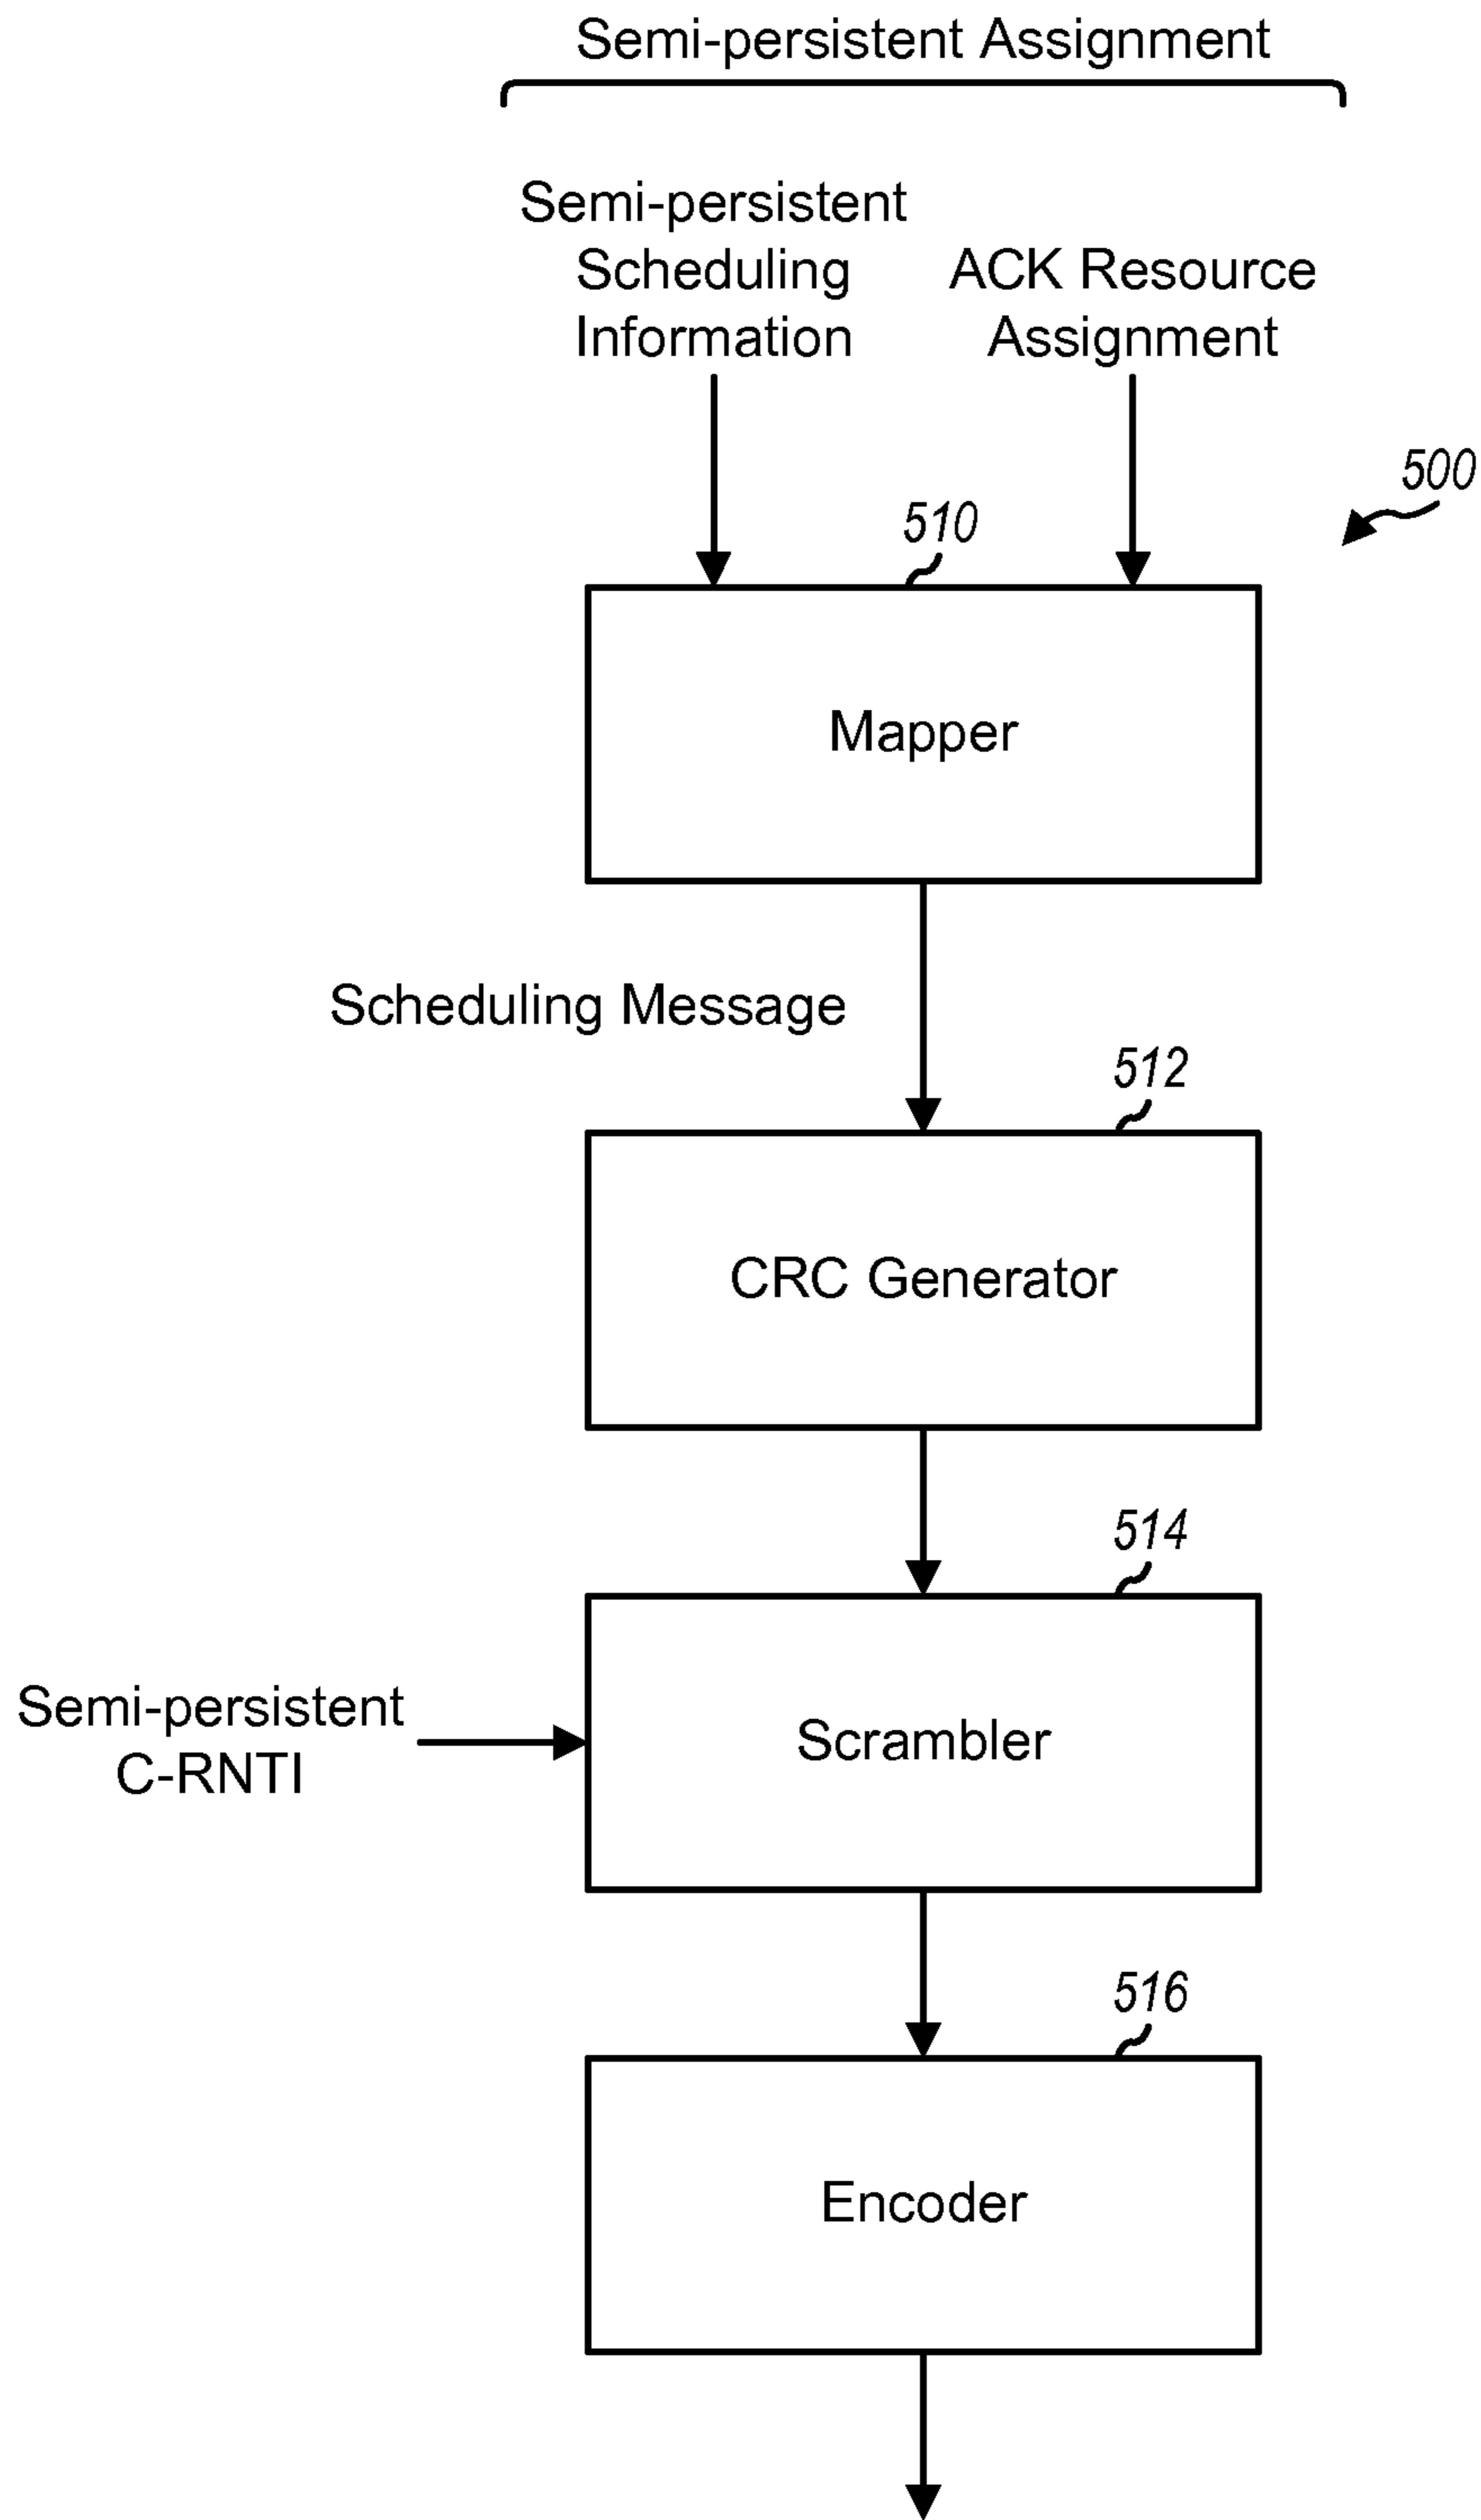 Semi-persistent Assignment
Semi-persistent
Scheduling
Information
ACK Resource
Assignment
500
510
Mapper
Scheduling Message
512
CRC Generator
514
Semi-persistent
C-RNTI
Scrambler
516
Encoder